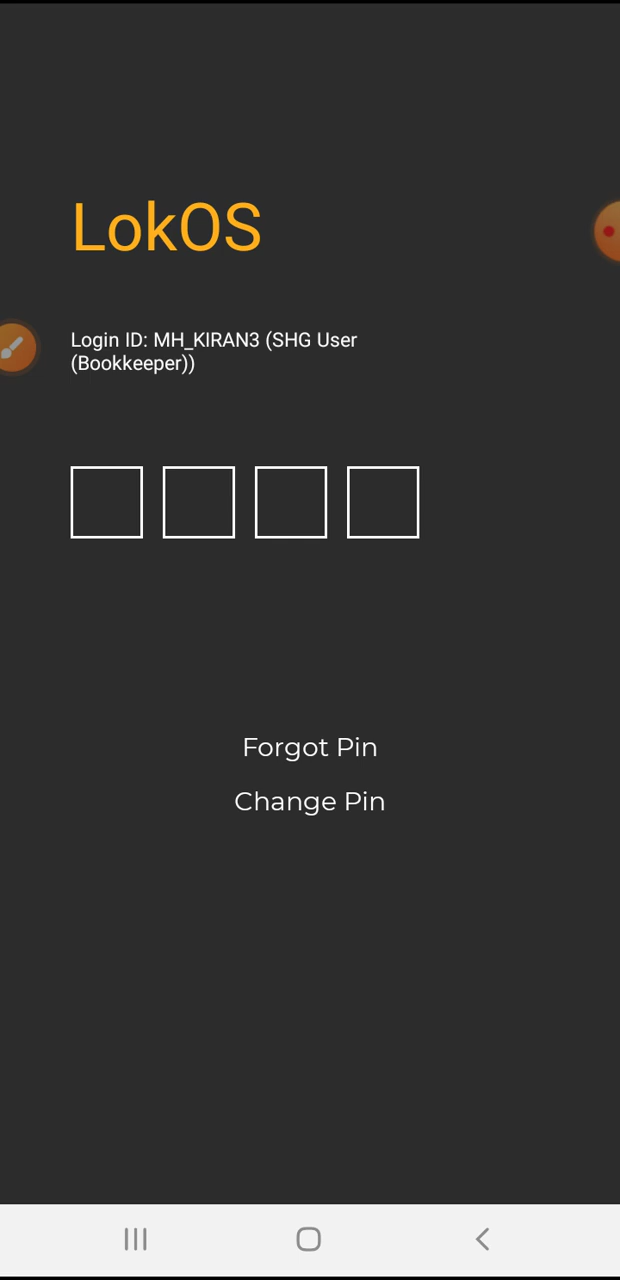 LokOS
Login ID: MH_KIRAN3 (SHG User
(Bookkeeper))
Forgot Pin
Change Pin